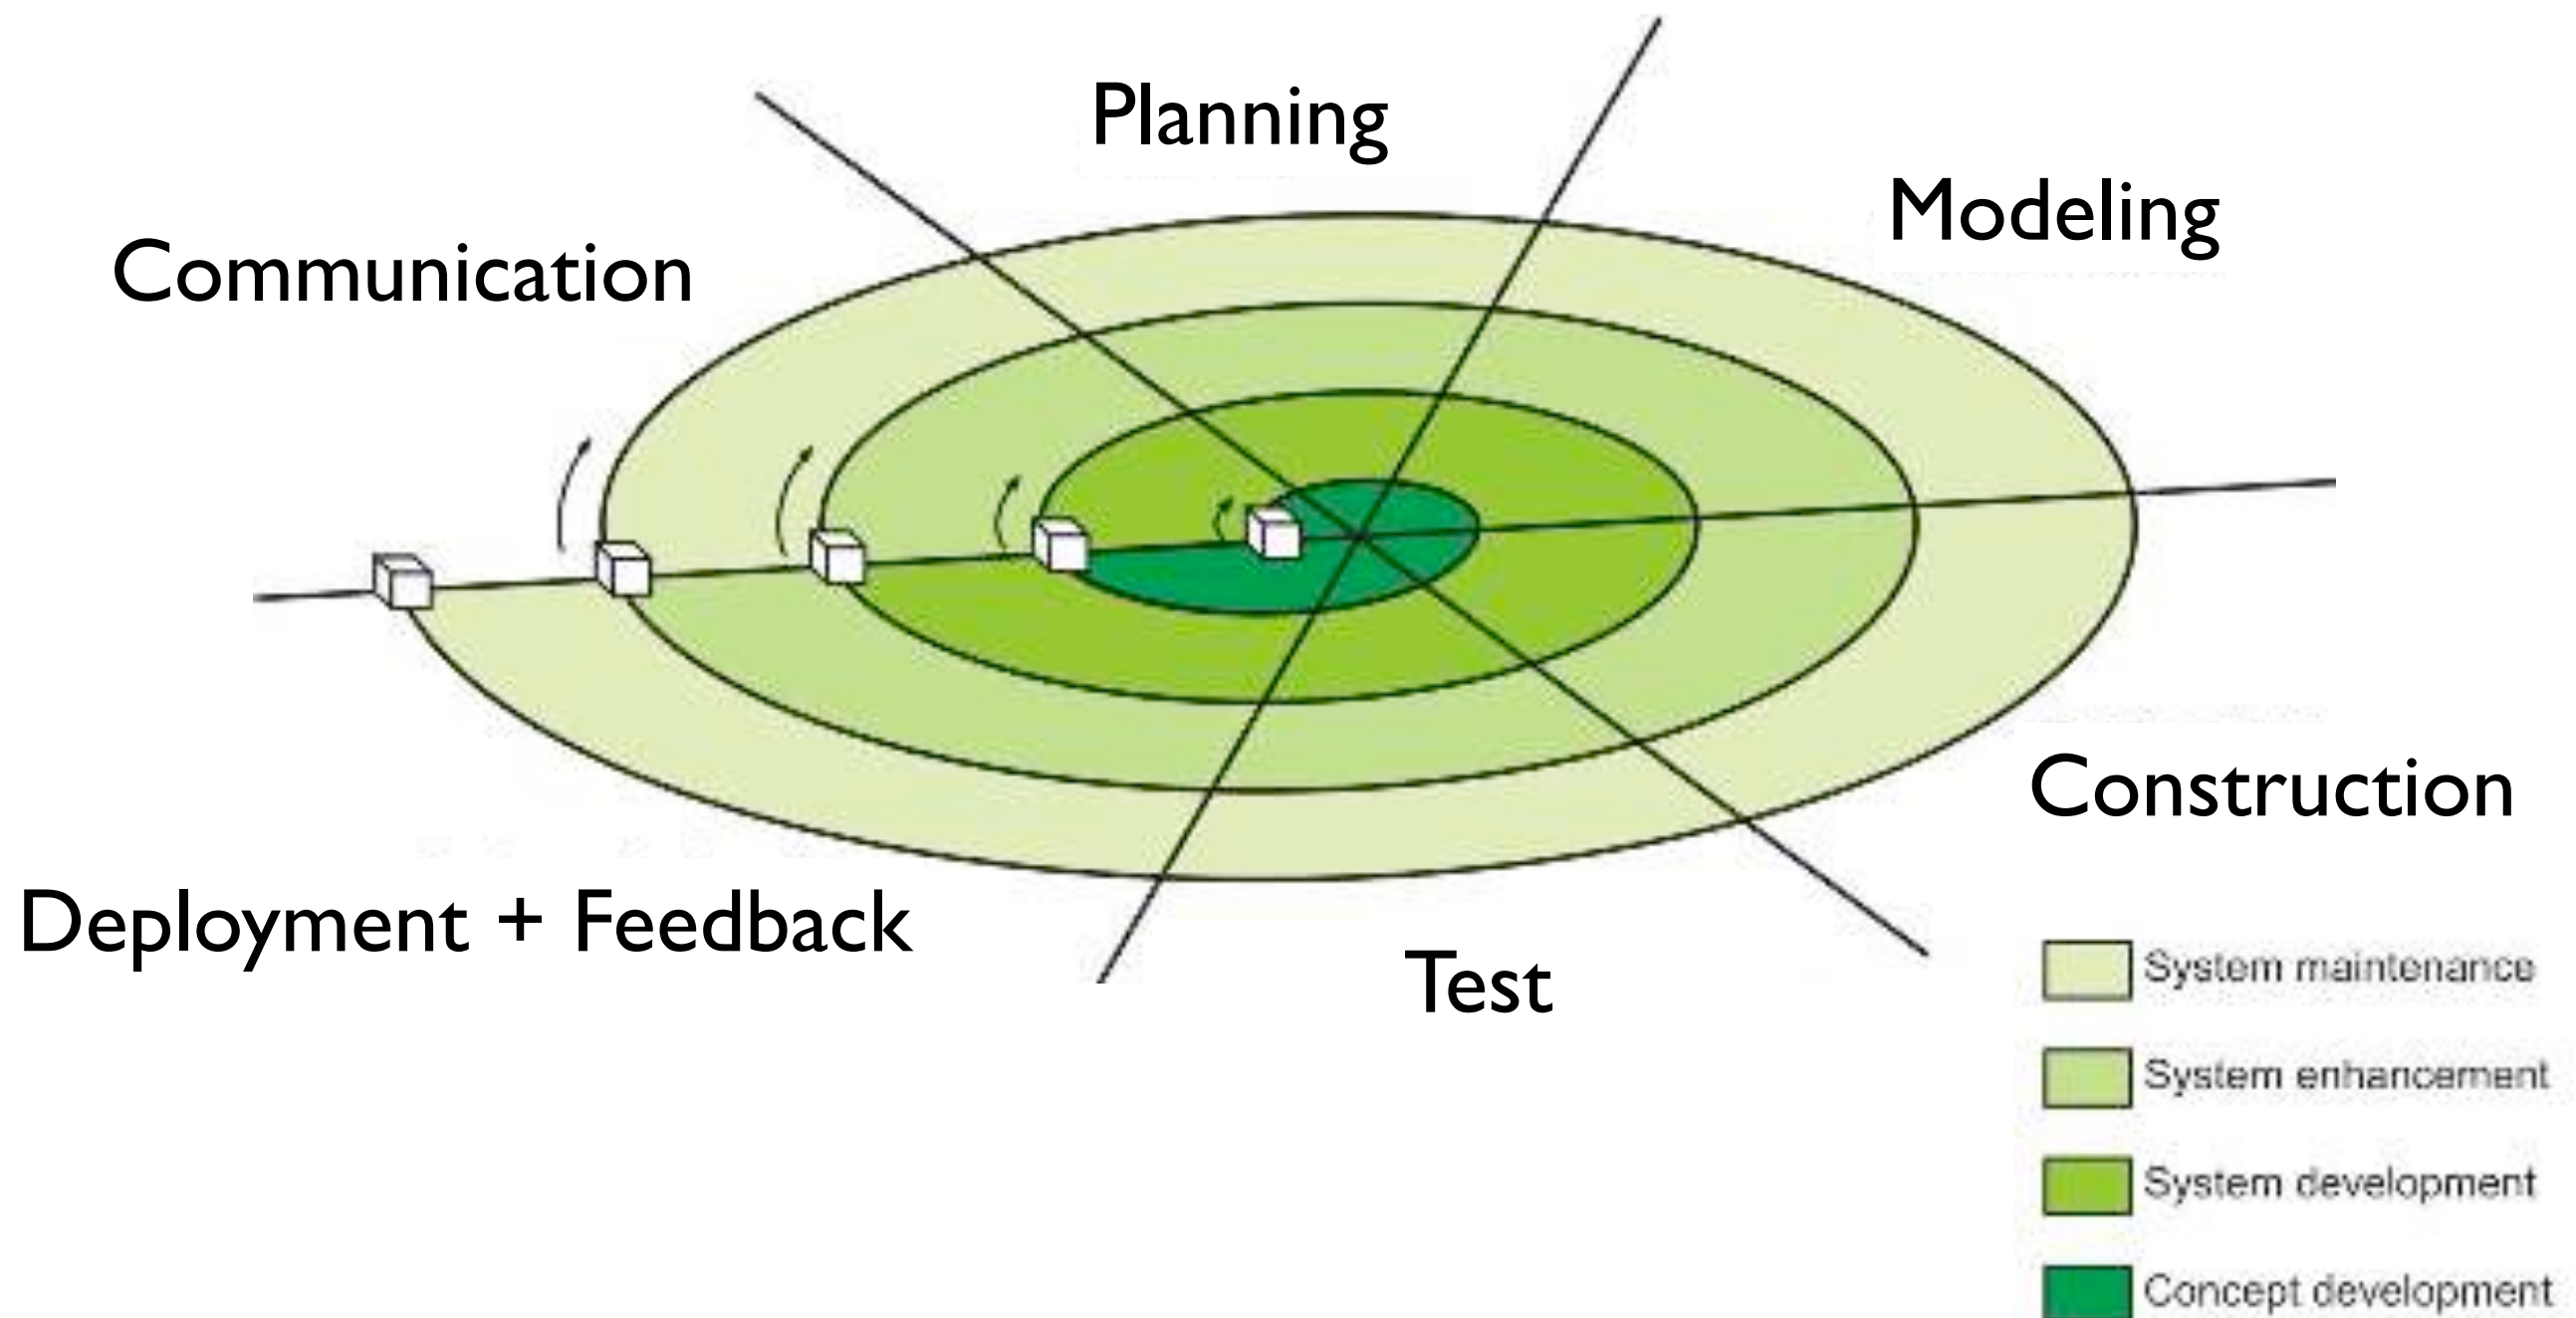 Planning
Modeling
Communication
Construction
Deployment + Feedback
Test
System maintenance
System enhancement
System development
Concept development